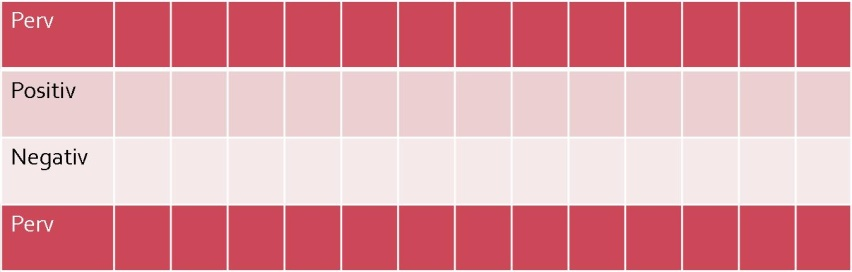 Perv
Positiv
Negativ
Perv